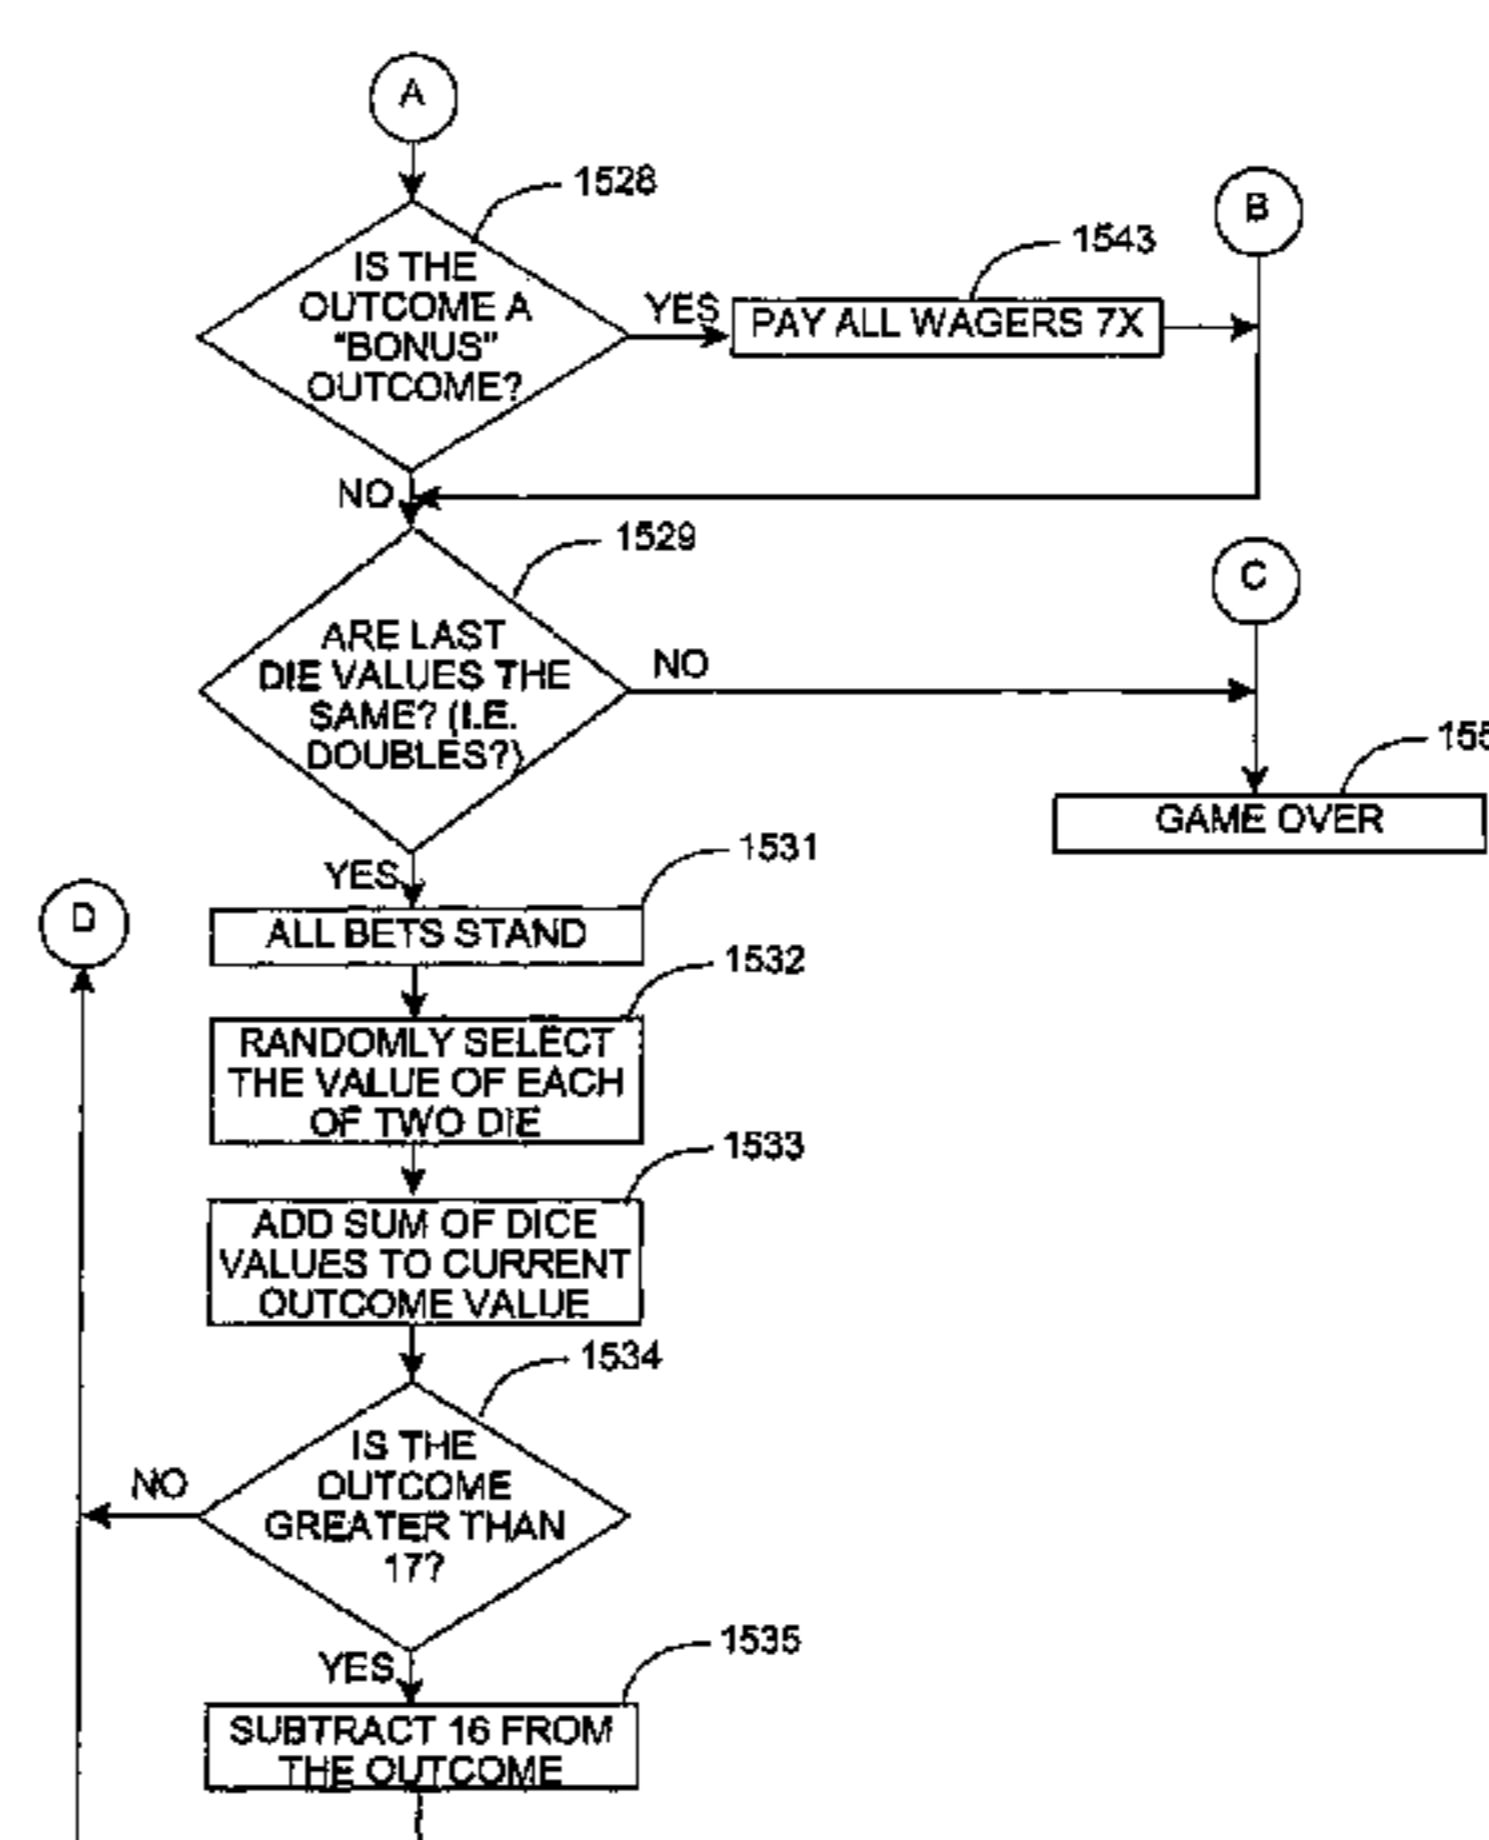 A
1528
IS THE
OUTCOME A
"BONUS"
OUTCOME?
YES
1543
PAY ALL WAGERS 7X
B
NO
1529
ARE LAST
DIE VALUES THE
SAME? (I.E.
DOUBLES?)
NO
C
155
GAME OVER
YES
1531
ALL BETS STAND
D
1532
RANDOMLY SELECT
THE VALUE OF EACH
OF TWO DIE
1533
ADD SUM OF DICE
VALUES TO CURRENT
OUTCOME VALUE
1534
IS THE
OUTCOME
GREATER THAN
17?
NO
YES
1535
SUBTRACT 16 FROM
THE OUTCOME